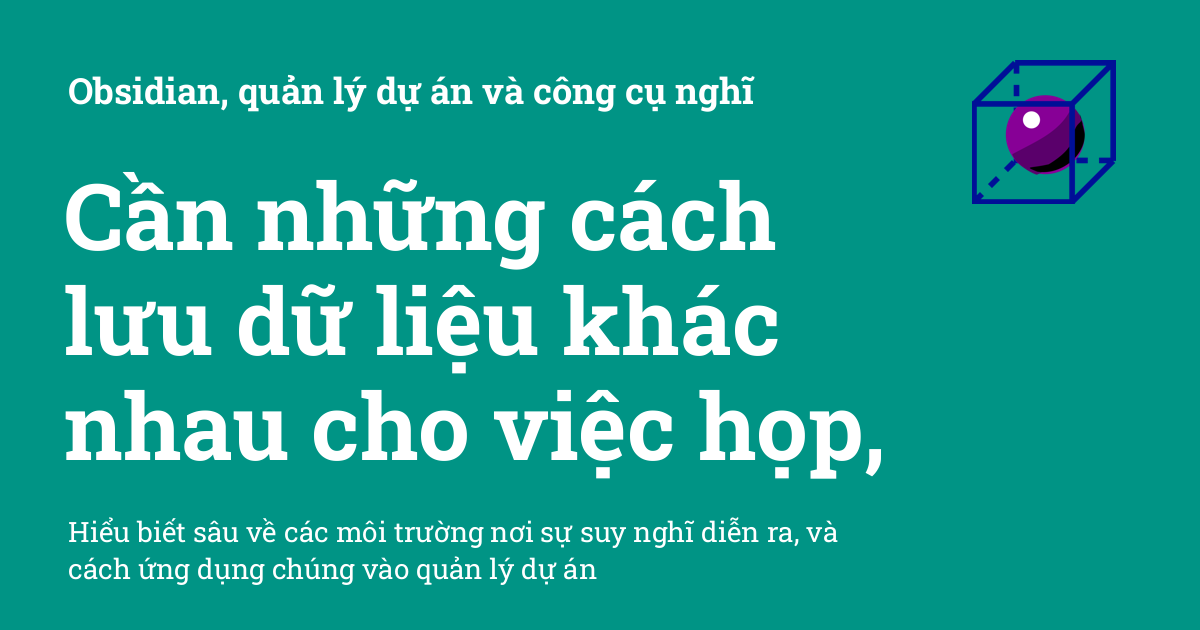 Obsidian, quản lý dự án và công cụ nghĩ
Cần những cách
lưu dữ liệu khác
nhau cho việc họp,
Hiểu biết sâu về các môi trường nơi sự suy nghĩ diễn ra, và
cách ứng dụng chúng vào quản lý dự án